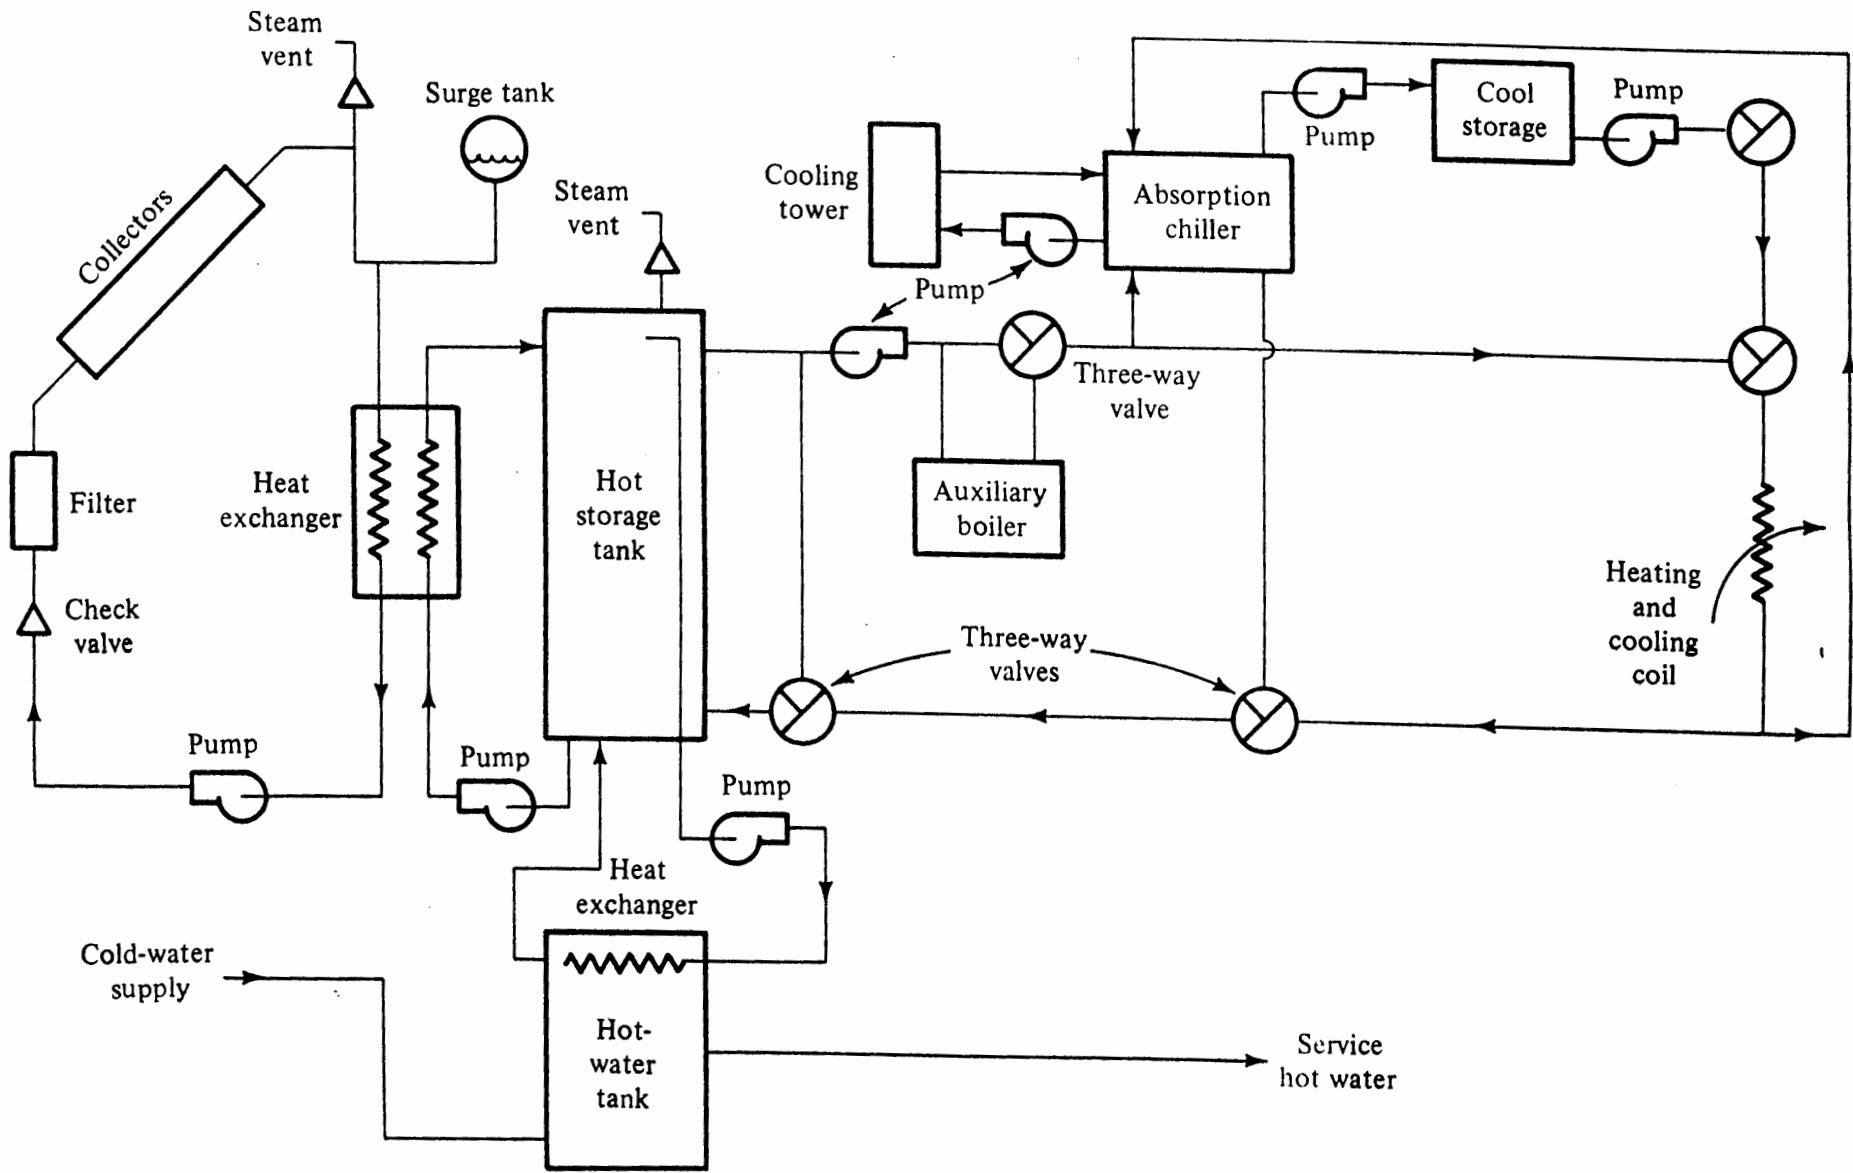 Steam
vent
Surge tank
Collectors
Steam
vent
Cooling
tower
Absorption
chiller
Pump
Cool
storage
Pump
Pump
Three-way
valve
Filter
Heat
exchanger
Hot
storage
tank
Auxiliary
boiler
Heating
and
cooling
coil
Check
valve
Three-way
valves
Pump
Pump
Pump
Heat
exchanger
Cold-water
supply
Hot-
water
tank
Service
hot water